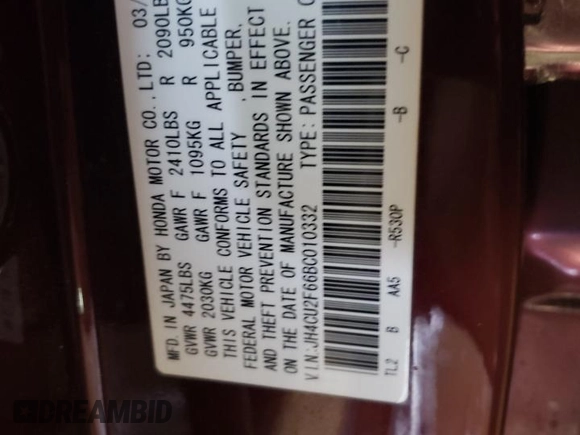 MFD. IN JAPAN BY HONDA MOTOR CO., LTD: 03/
GVWR 4475LBS GAWR F 2410LBS R 2090LB
GVWR 2030KG GAWR F 1095KG R 950KG
THIS VEHICLE CONFORMS TO ALL APPLICABLE
FEDERAL MOTOR VEHICLE SAFETY , BUMPER,
AND THEFT PREVENTION STANDARDS IN EFFECT
ON THE DATE OF MANUFACTURE SHOWN ABOVE.
V I N: JH4CU2F66BC010332 TYPE: PASSENGER C
TL2 B AA5 -R530P -B -C
DREAMBID